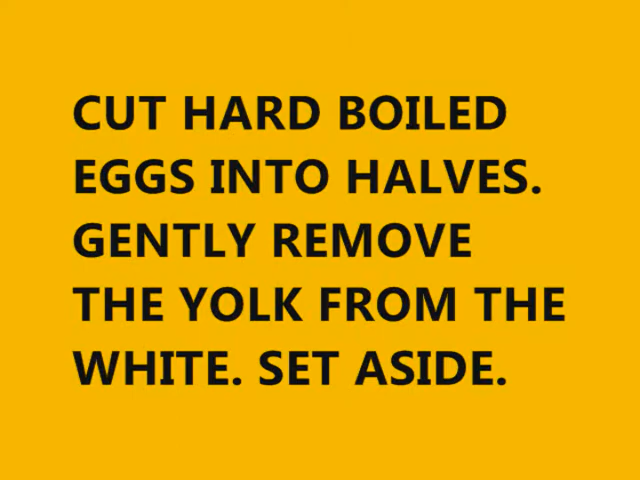 CUT HARD BOILED
EGGS INTO HALVES.
GENTLY REMOVE
THE YOLK FROM THE
WHITE. SET ASIDE.